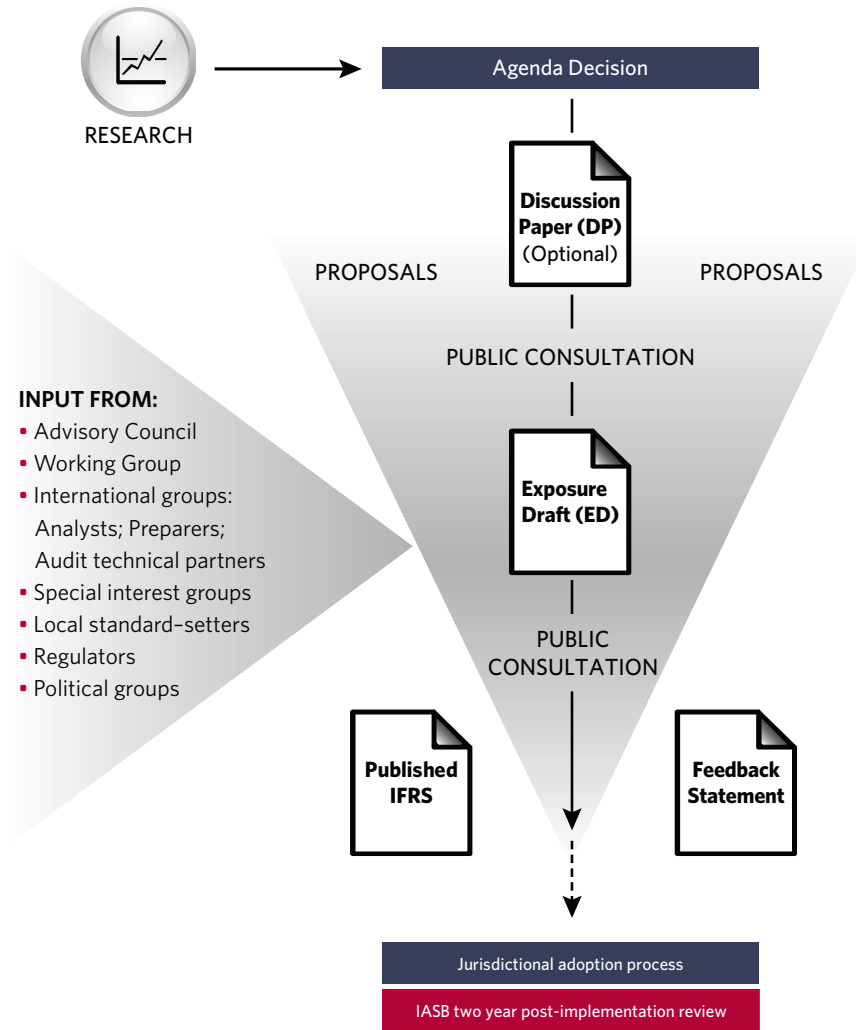 RESEARCH
Agenda Decision
Discussion
Paper (DP)
(Optional)
PROPOSALS
PROPOSALS
PUBLIC CONSULTATION
INPUT FROM:
• Advisory Council
• Working Group
• International groups:
Analysts; Preparers;
Audit technical partners
• Special interest groups
• Local standard–setters
• Regulators
• Political groups
Exposure
Draft (ED)
PUBLIC
CONSULTATION
Published
IFRS
Feedback
Statement
Jurisdictional adoption process
IASB two year post-implementation review